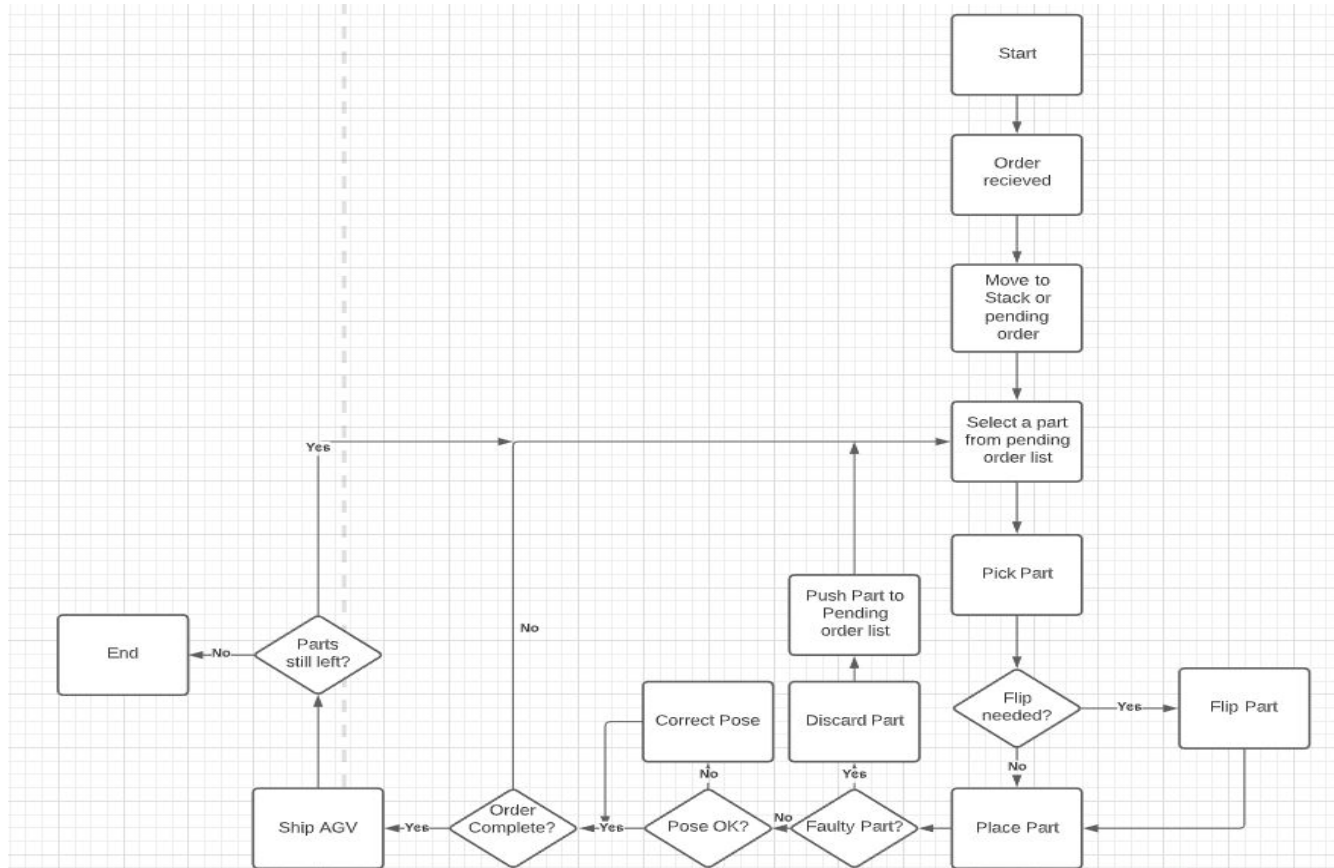 Start
Order
recieved
Move to
Stack or
pending
order
Select a part
from pending
order list
Yes
Pick Part
Push Part to
Pending
order list
No
End
No
Parts
still left?
Correct Pose
Discard Part
Flip
needed?
Yes
Flip Part
No
Yes
No
Ship AGV
Yes
Order
Complete?
Yes
Pose OK?
No
Faulty Part?
Place Part